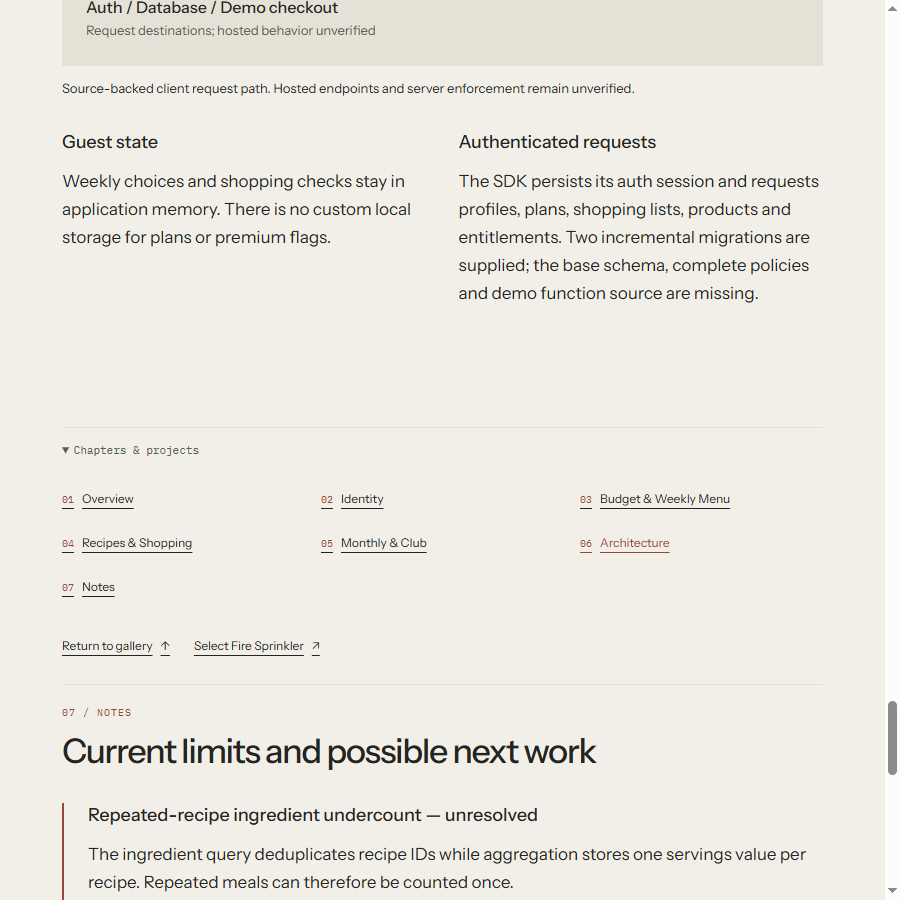 Auth / Database / Demo checkout
Request destinations; hosted behavior unverified
Source-backed client request path. Hosted endpoints and server enforcement remain unverified.
Guest state
Weekly choices and shopping checks stay in
application memory. There is no custom local
storage for plans or premium flags.
Authenticated requests
The SDK persists its auth session and requests
profiles, plans, shopping lists, products and
entitlements. Two incremental migrations are
supplied; the base schema, complete policies
and demo function source are missing.
▼ Chapters & projects
01 Overview
02 Identity
03 Budget & Weekly Menu
04 Recipes & Shopping
05 Monthly & Club
06 Architecture
07 Notes
Return to gallery ↑
Select Fire Sprinkler ↗
07 / NOTES
Current limits and possible next work
Repeated-recipe ingredient undercount — unresolved
The ingredient query deduplicates recipe IDs while aggregation stores one servings value per
recipe. Repeated meals can therefore be counted once.